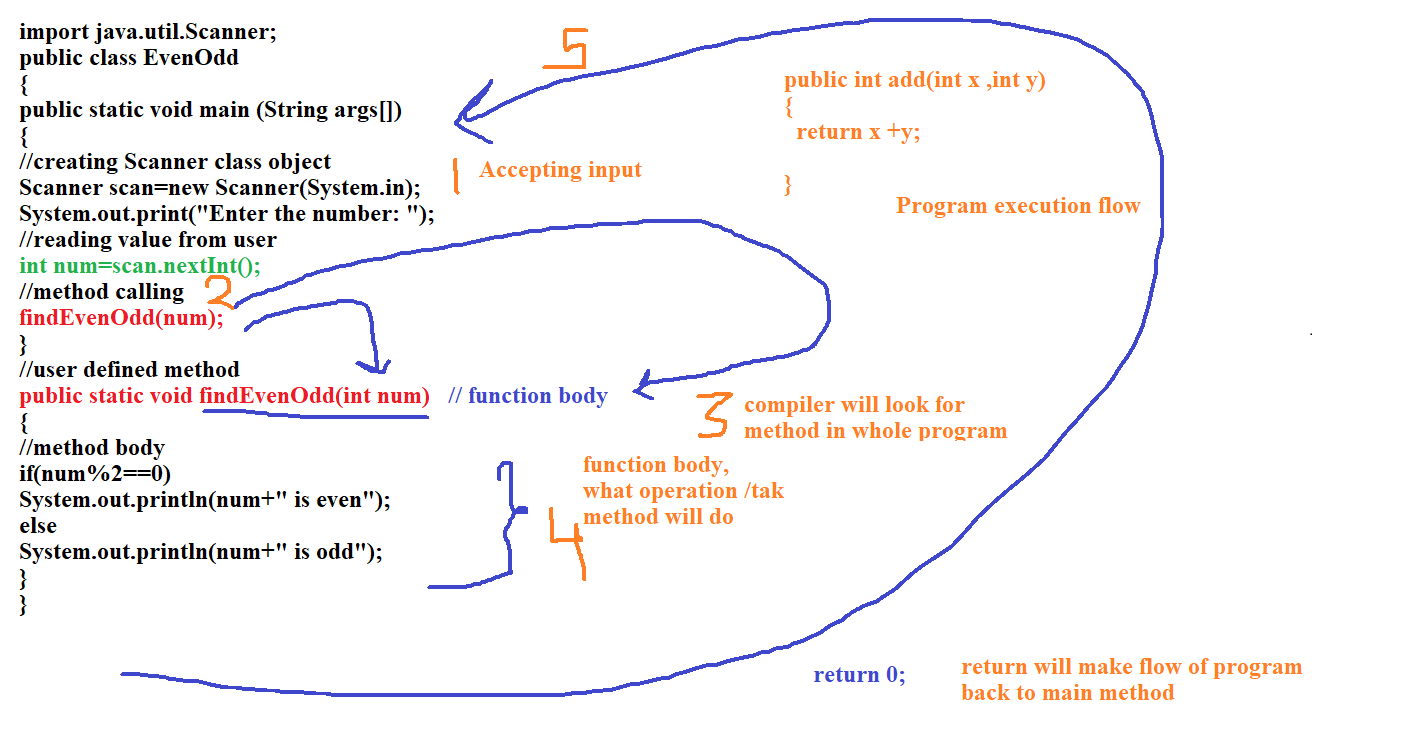 import java.util.Scanner;
public class EvenOdd
{
public static void main (String args[])
{
//creating Scanner class object
Scanner scan=new Scanner(System.in);
System.out.print("Enter the number: ");
//reading value from user
int num=scan.nextInt();
//method calling
findEvenOdd(num);
}
//user defined method
public static void findEvenOdd(int num) // function body
{
//method body
if(num%2==0)
System.out.println(num+" is even");
else
System.out.println(num+" is odd");
}
}
5
1 Accepting input
2
3 compiler will look for
method in whole program
4 function body,
what operation /tak
method will do
public int add(int x ,int y)
{
return x +y;
}
Program execution flow
return 0;
return will make flow of program
back to main method